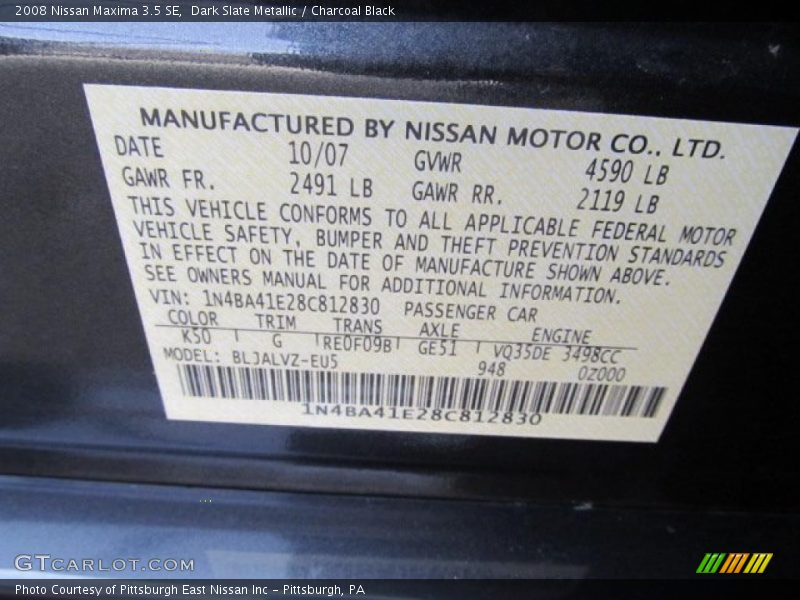 2008 Nissan Maxima 3.5 SE, Dark Slate Metallic / Charcoal Black
MANUFACTURED BY NISSAN MOTOR CO., LTD.
DATE 10/07 GVWR 4590 LB
GAWR FR. 2491 LB GAWR RR. 2119 LB
THIS VEHICLE CONFORMS TO ALL APPLICABLE FEDERAL MOTOR
VEHICLE SAFETY, BUMPER AND THEFT PREVENTION STANDARDS
IN EFFECT ON THE DATE OF MANUFACTURE SHOWN ABOVE.
SEE OWNERS MANUAL FOR ADDITIONAL INFORMATION.
VIN: 1N4BA41E28C812830 PASSENGER CAR
COLOR TRIM TRANS AXLE ENGINE
K50 G RE0F09B GE51 VQ35DE 3498CC
MODEL: BLJALVZ-EU5 948 0Z000
1N4BA41E28C812830
GTCARLOT.COM
Photo Courtesy of Pittsburgh East Nissan Inc - Pittsburgh, PA